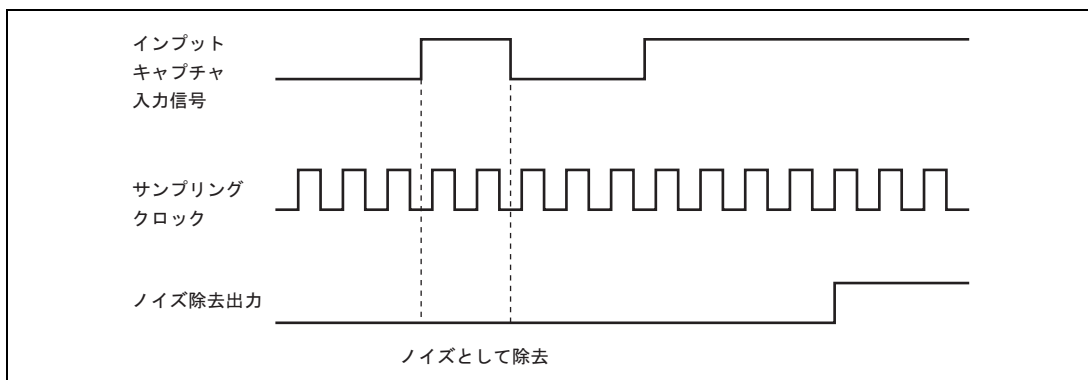 インプット
キャプチャ
入力信号
サンプリング
クロック
ノイズ除去出力
ノイズとして除去